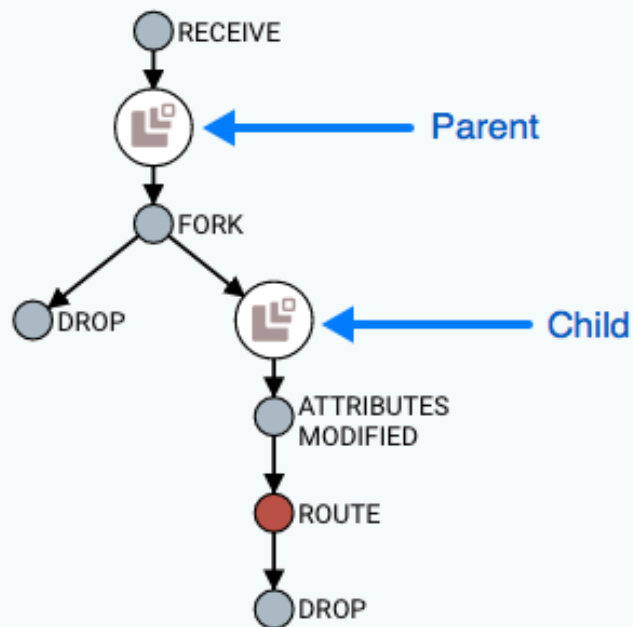 RECEIVE
Parent
FORK
DROP
Child
ATTRIBUTES
MODIFIED
ROUTE
DROP